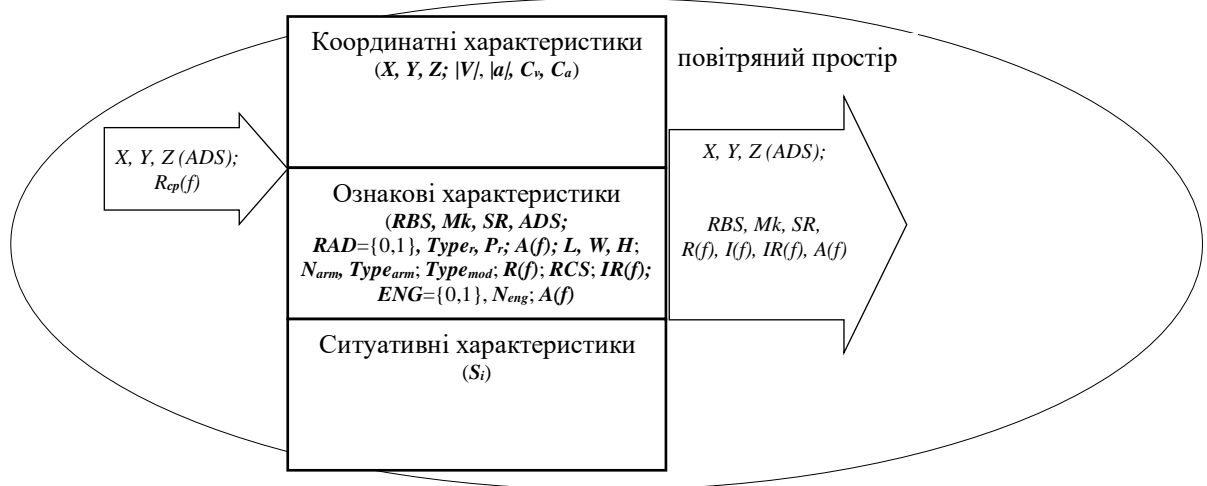 Координатні характеристики
(X, Y, Z; |V|, |a|, Cv, Ca)
повітряний простір
X, Y, Z (ADS);
Rcp(f)
Ознакові характеристики
(RBS, Mk, SR, ADS;
RAD={0,1}, Typer, Pr; A(f); L, W, H;
Narm, Typearm; Typemod; R(f); RCS; IR(f);
ENG={0,1}, Neng; A(f)
X, Y, Z (ADS);
RBS, Mk, SR,
R(f), I(f), IR(f), A(f)
Ситуативні характеристики
(Si)